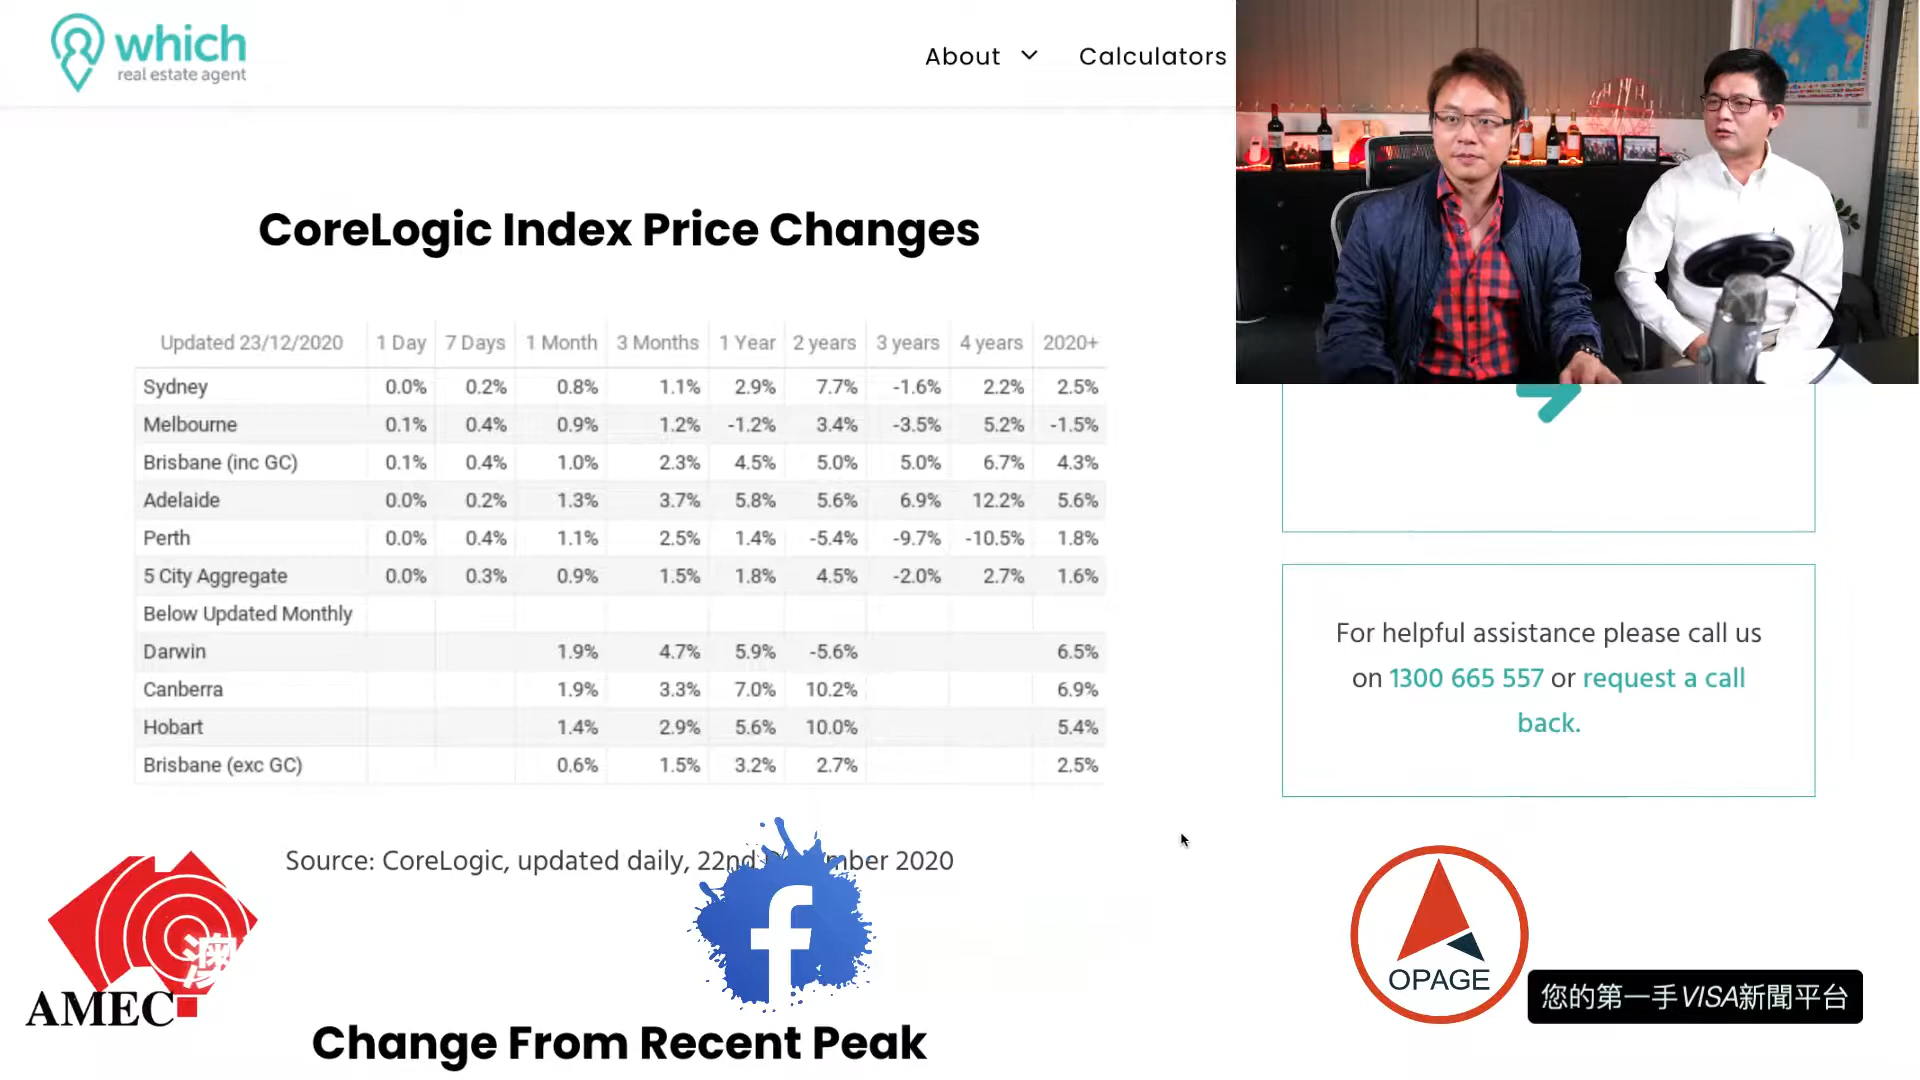 which
real estate agent
About
Calculators
CoreLogic Index Price Changes
Updated 23/12/2020 1 Day 7 Days 1 Month 3 Months 1 Year 2 years 3 years 4 years 2020+
Sydney 0.0% 0.2% 0.8% 1.1% 2.9% 7.7% -1.6% 2.2% 2.5%
Melbourne 0.1% 0.4% 0.9% 1.2% -1.2% 3.4% -3.5% 5.2% -1.5%
Brisbane (inc GC) 0.1% 0.4% 1.0% 2.3% 4.5% 5.0% 5.0% 6.7% 4.3%
Adelaide 0.0% 0.2% 1.3% 3.7% 5.8% 5.6% 6.9% 12.2% 5.6%
Perth 0.0% 0.4% 1.1% 2.5% 1.4% -5.4% -9.7% -10.5% 1.8%
5 City Aggregate 0.0% 0.3% 0.9% 1.5% 1.8% 4.5% -2.0% 2.7% 1.6%
Below Updated Monthly
Darwin 1.9% 4.7% 5.9% -5.6% 6.5%
Canberra 1.9% 3.3% 7.0% 10.2% 6.9%
Hobart 1.4% 2.9% 5.6% 10.0% 5.4%
Brisbane (exc GC) 0.6% 1.5% 3.2% 2.7% 2.5%
For helpful assistance please call us
on 1300 665 557 or request a call
back.
Source: CoreLogic, updated daily, 22nd 2020
澳
AMEC
f
OPAGE
您的第一手VISA新聞平台
Change From Recent Peak